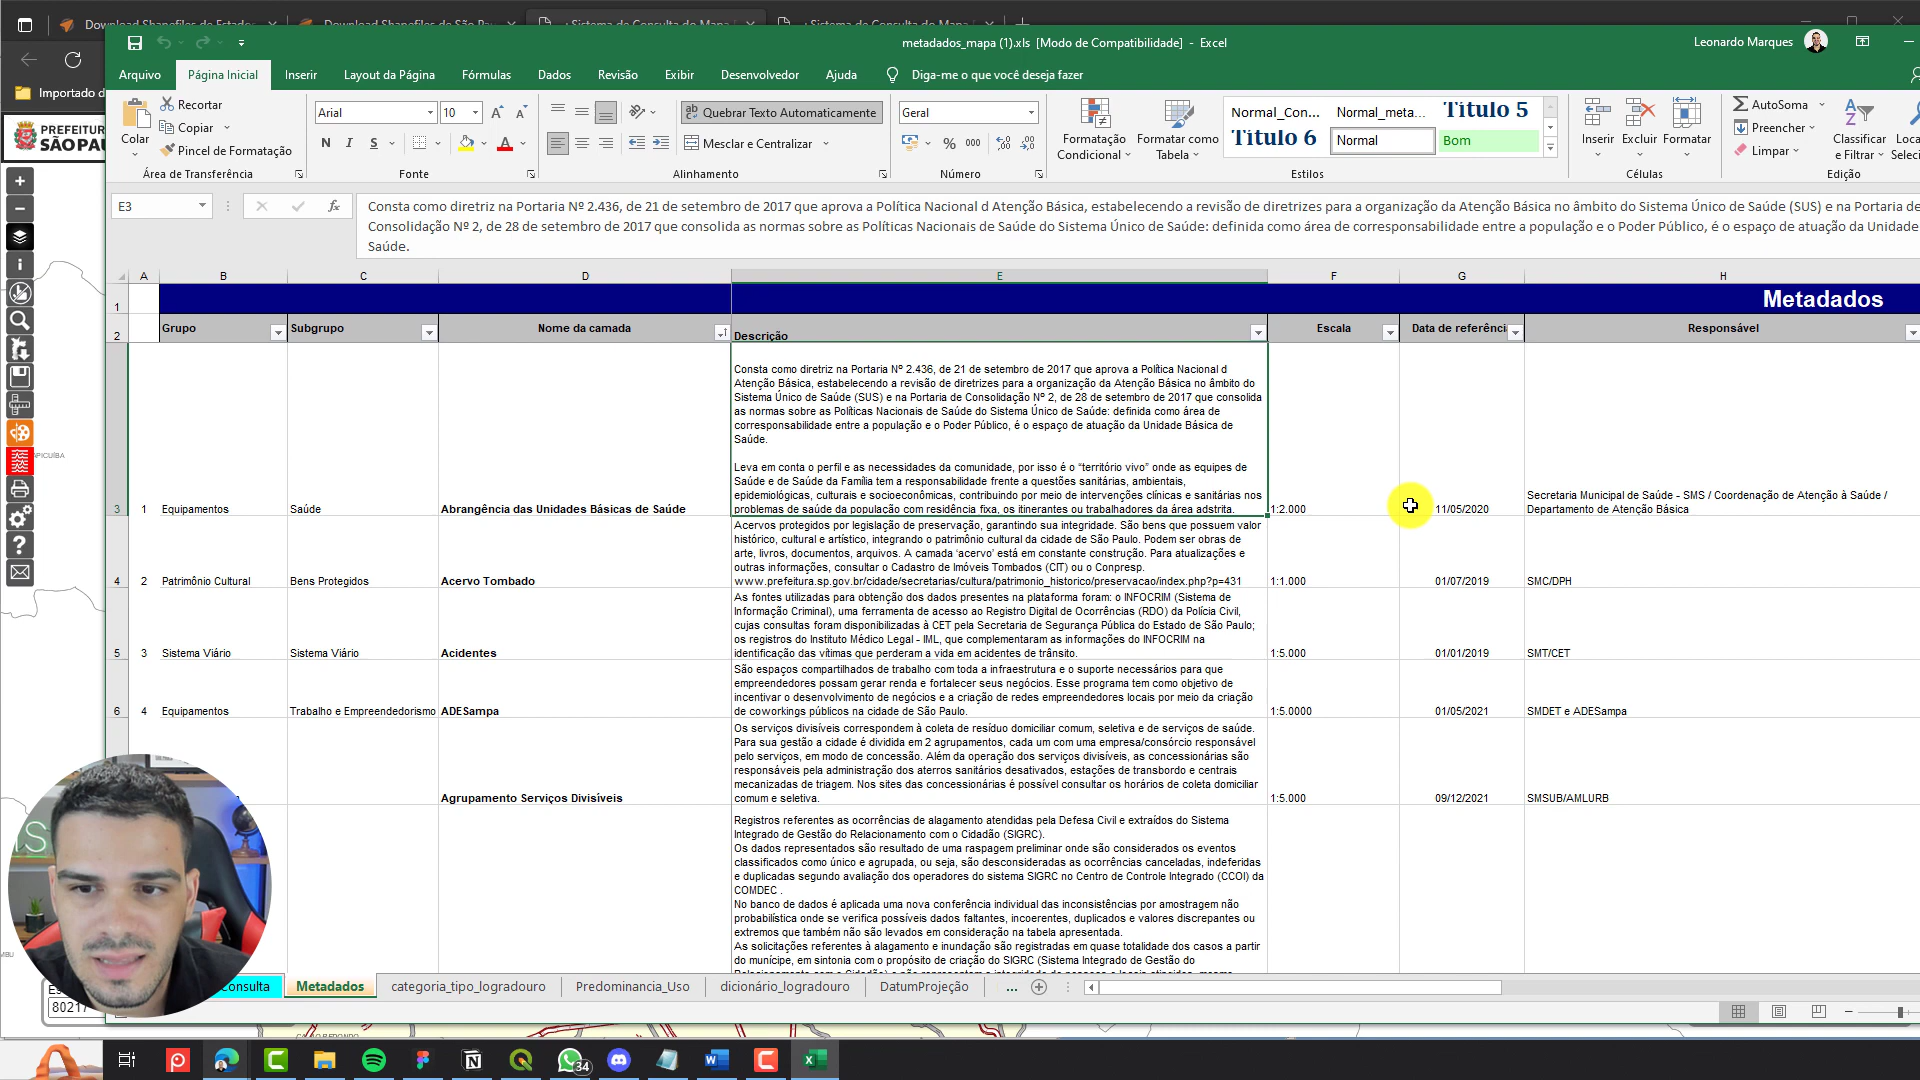 Download Shapefiles de Estados
Download Shapefiles de São Pa
: Sistema de Consulta do Mapa
: Sistema de Consulta do Mapa
metadados_mapa (1).xls [Modo de Compatibilidade] - Excel
Leonardo Marques
Arquivo
Página Inicial
Inserir
Layout da Página
Fórmulas
Dados
Revisão
Exibir
Desenvolvedor
Ajuda
Diga-me o que você deseja fazer
Importado d
PREFEITURA
SÃO PAU
Colar
Recortar
Copiar
Pincel de Formatação
Área de Transferência
Arial
10
N I S
Fonte
Quebrar Texto Automaticamente
Mesclar e Centralizar
Alinhamento
Geral
% 000
Número
Formatação
Condicional
Formatar como
Tabela
Normal_Con...
Normal_meta...
Título 5
Título 6
Normal
Bom
Estilos
Inserir
Excluir
Formatar
Células
AutoSoma
Preencher
Limpar
Classificar
e Filtrar
Loca
Seleci
Edição
E3
fx
Consta como diretriz na Portaria Nº 2.436, de 21 de setembro de 2017 que aprova a Política Nacional d Atenção Básica, estabelecendo a revisão de diretrizes para a organização da Atenção Básica no âmbito do Sistema Único de Saúde (SUS) e na Portaria de
Consolidação Nº 2, de 28 de setembro de 2017 que consolida as normas sobre as Políticas Nacionais de Saúde do Sistema Único de Saúde: definida como área de corresponsabilidade entre a população e o Poder Público, é o espaço de atuação da Unidade
Saúde.
A B C D E F G H
1
Metadados
2
Grupo
Subgrupo
Nome da camada
Descrição
Escala
Data de referênci
Responsável
Consta como diretriz na Portaria Nº 2.436, de 21 de setembro de 2017 que aprova a Política Nacional d
Atenção Básica, estabelecendo a revisão de diretrizes para a organização da Atenção Básica no âmbito do
Sistema Único de Saúde (SUS) e na Portaria de Consolidação Nº 2, de 28 de setembro de 2017 que consolida
as normas sobre as Políticas Nacionais de Saúde do Sistema Único de Saúde: definida como área de
corresponsabilidade entre a população e o Poder Público, é o espaço de atuação da Unidade Básica de
Saúde.
Leva em conta o perfil e as necessidades da comunidade, por isso é o “território vivo” onde as equipes de
Saúde e de Saúde da Família tem a responsabilidade frente a questões sanitárias, ambientais,
epidemiológicas, culturais e socioeconômicas, contribuindo por meio de intervenções clínicas e sanitárias nos
problemas de saúde da população com residência fixa, os itinerantes ou trabalhadores da área adstrita.
3
1
Equipamentos
Saúde
Abrangência das Unidades Básicas de Saúde
1:2.000
11/05/2020
Secretaria Municipal de Saúde - SMS / Coordenação de Atenção à Saúde /
Departamento de Atenção Básica
Acervos protegidos por legislação de preservação, garantindo sua integridade. São bens que possuem valor
histórico, cultural e artístico, integrando o patrimônio cultural da cidade de São Paulo. Podem ser obras de
arte, livros, documentos, arquivos. A camada ‘acervo’ está em constante construção. Para atualizações e
outras informações, consultar o Cadastro de Imóveis Tombados (CIT) ou o Conpresp.
www.prefeitura.sp.gov.br/cidade/secretarias/cultura/patrimonio_historico/preservacao/index.php?p=431
4
2
Patrimônio Cultural
Bens Protegidos
Acervo Tombado
1:1.000
01/07/2019
SMC/DPH
As fontes utilizadas para obtenção dos dados presentes na plataforma foram: o INFOCRIM (Sistema de
Informação Criminal), uma ferramenta de acesso ao Registro Digital de Ocorrências (RDO) da Polícia Civil,
cujas consultas foram disponibilizadas à CET pela Secretaria de Segurança Pública do Estado de São Paulo;
os registros do Instituto Médico Legal - IML, que complementaram as informações do INFOCRIM na
identificação das vítimas que perderam a vida em acidentes de trânsito.
5
3
Sistema Viário
Sistema Viário
Acidentes
1:5.000
01/01/2019
SMT/CET
São espaços compartilhados de trabalho com toda a infraestrutura e o suporte necessários para que
empreendedores possam gerar renda e fortalecer seus negócios. Esse programa tem como objetivo de
incentivar o desenvolvimento de negócios e a criação de redes empreendedores locais por meio da criação
de coworkings públicos na cidade de São Paulo.
6
4
Equipamentos
Trabalho e Empreendedorismo
ADESampa
1:5.0000
01/05/2021
SMDET e ADESampa
Os serviços divisíveis correspondem à coleta de resíduo domiciliar comum, seletiva e de serviços de saúde.
Para sua gestão a cidade é dividida em 2 agrupamentos, cada um com uma empresa/consórcio responsável
pelo serviços, em modo de concessão. Além da operação dos serviços divisíveis, as concessionárias são
responsáveis pela administração dos aterros sanitários desativados, estações de transbordo e centrais
mecanizadas de triagem. Nos sites das concessionárias é possível consultar os horários de coleta domiciliar
comum e seletiva.
Agrupamento Serviços Divisíveis
1:5.000
09/12/2021
SMSUB/AMLURB
Registros referentes as ocorrências de alagamento atendidas pela Defesa Civil e extraídos do Sistema
Integrado de Gestão do Relacionamento com o Cidadão (SIGRC).
Os dados representados são resultado de uma raspagem preliminar onde são considerados os eventos
classificados como único e agrupada, ou seja, são desconsideradas as ocorrências canceladas, indeferidas
e duplicadas segundo avaliação dos operadores do sistema SIGRC no Centro de Controle Integrado (CCOI) da
COMDEC .
No banco de dados é aplicada uma nova conferência individual das inconsistências por amostragem não
probabilística onde se verifica possíveis dados faltantes, incoerentes, duplicados e valores discrepantes ou
extremos que também não são levados em consideração na tabela apresentada.
As solicitações referentes à alagamento e inundação são registradas em quase totalidade dos casos a partir
do munícipe, em sintonia com o propósito de criação do SIGRC (Sistema Integrado de Gestão do
APICUÍBA
Consulta
Metadados
categoria_tipo_logradouro
Predominancia_Uso
dicionário_logradouro
DatumProjeção
...
Es
80217
CAPÃO REDONDO
34